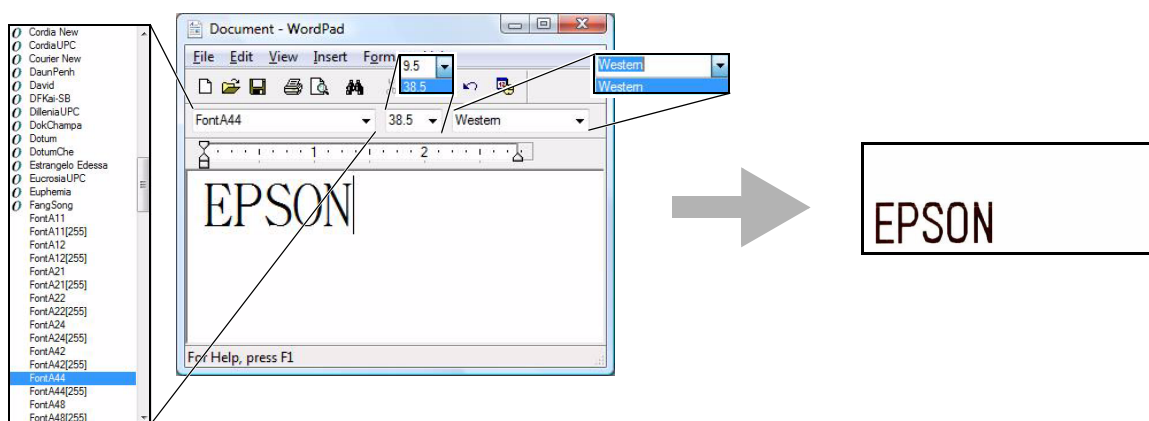 Cordia New
CordiaUPC
Courier New
DaunPenh
David
DFKai-SB
DilleniaUPC
DokChampa
Dotum
DotumChe
Estrangelo Edessa
EucrosiaUPC
Euphemia
FangSong
FontA11
FontA11[255]
FontA12
FontA12[255]
FontA21
FontA21[255]
FontA22
FontA22[255]
FontA24
FontA24[255]
FontA42
FontA42[255]
FontA44
FontA44[255]
FontA48
FontA48[255]
Document - WordPad
File Edit View Insert
9.5
38.5
Western
Western
FontA44 38.5 Western
1 2
EPSON
For Help, press F1
EPSON